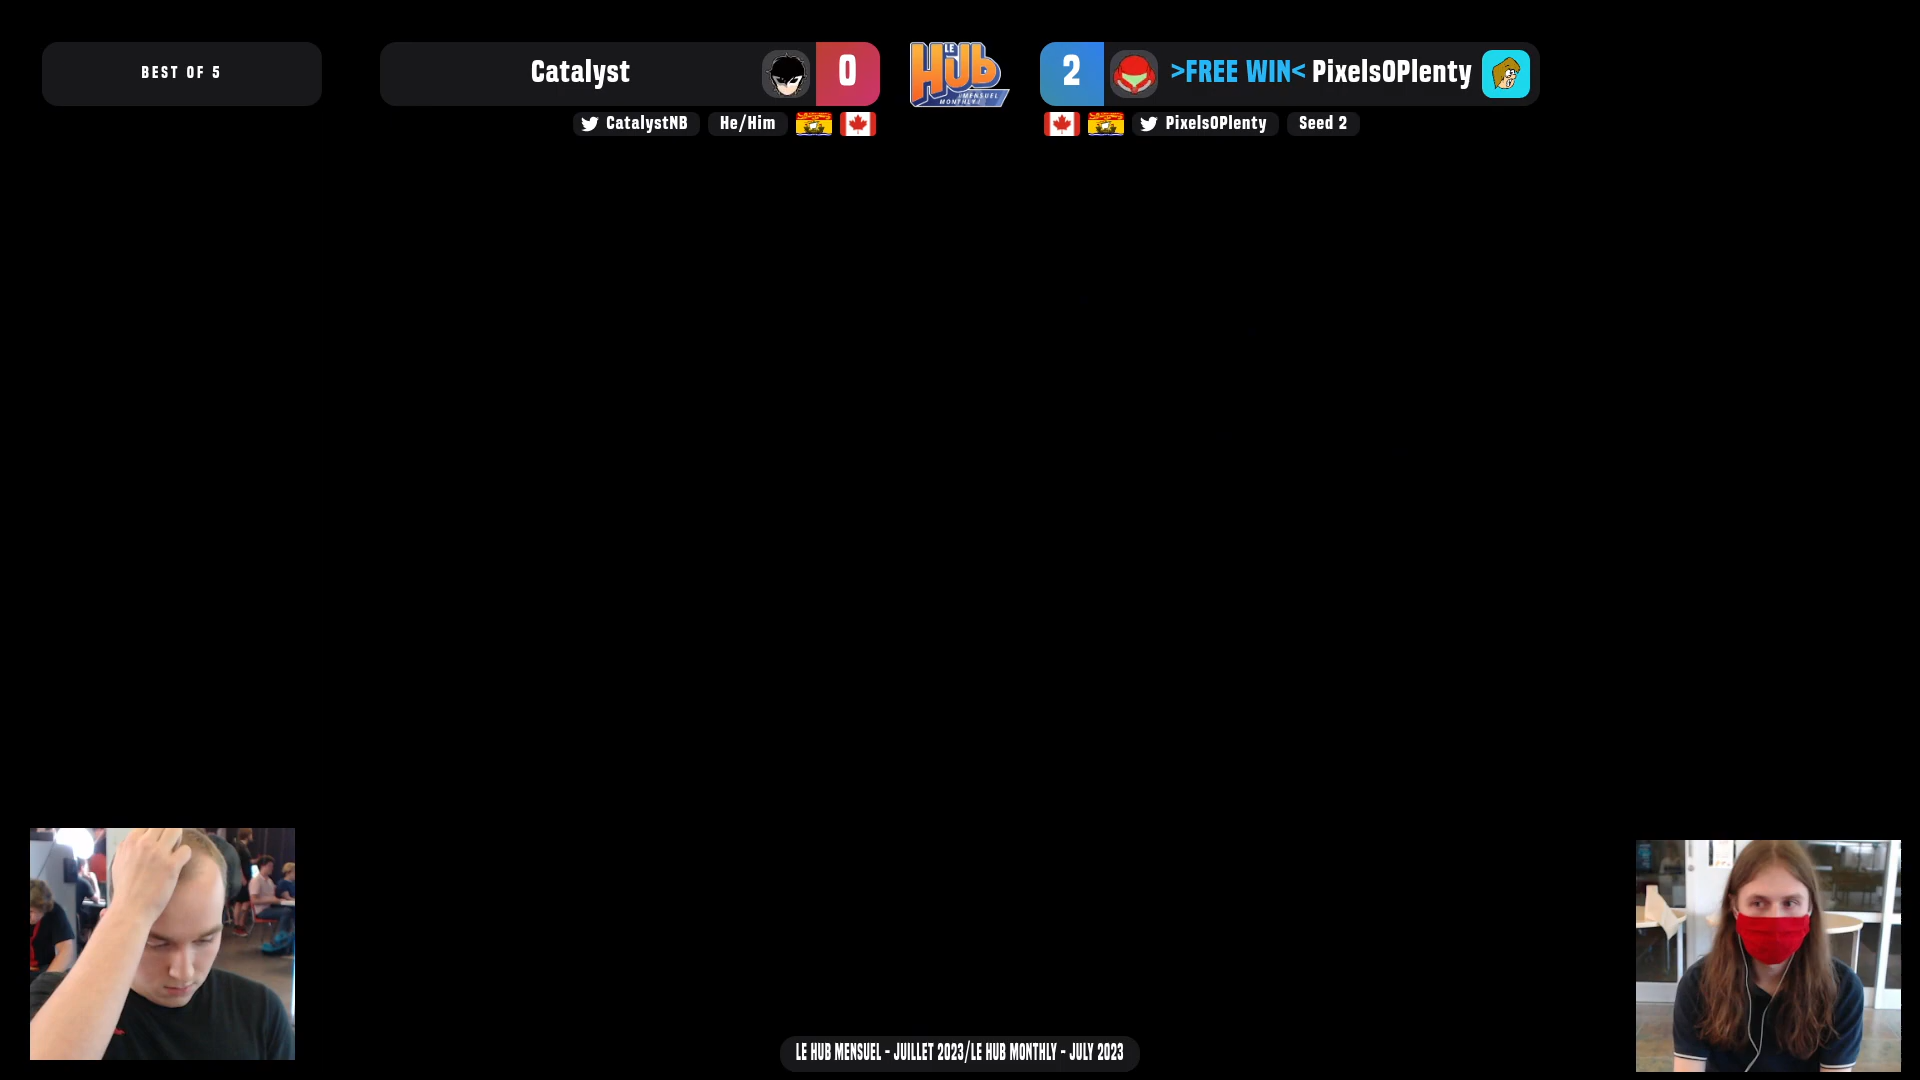 BEST OF 5
Catalyst
0
LE
HUb
MENSUEL
MONTHLY
2
>FREE WIN< PixelsOPlenty
CatalystNB
He/Him
PixelsOPlenty
Seed 2
LE HUB MENSUEL - JUILLET 2023/LE HUB MONTHLY - JULY 2023